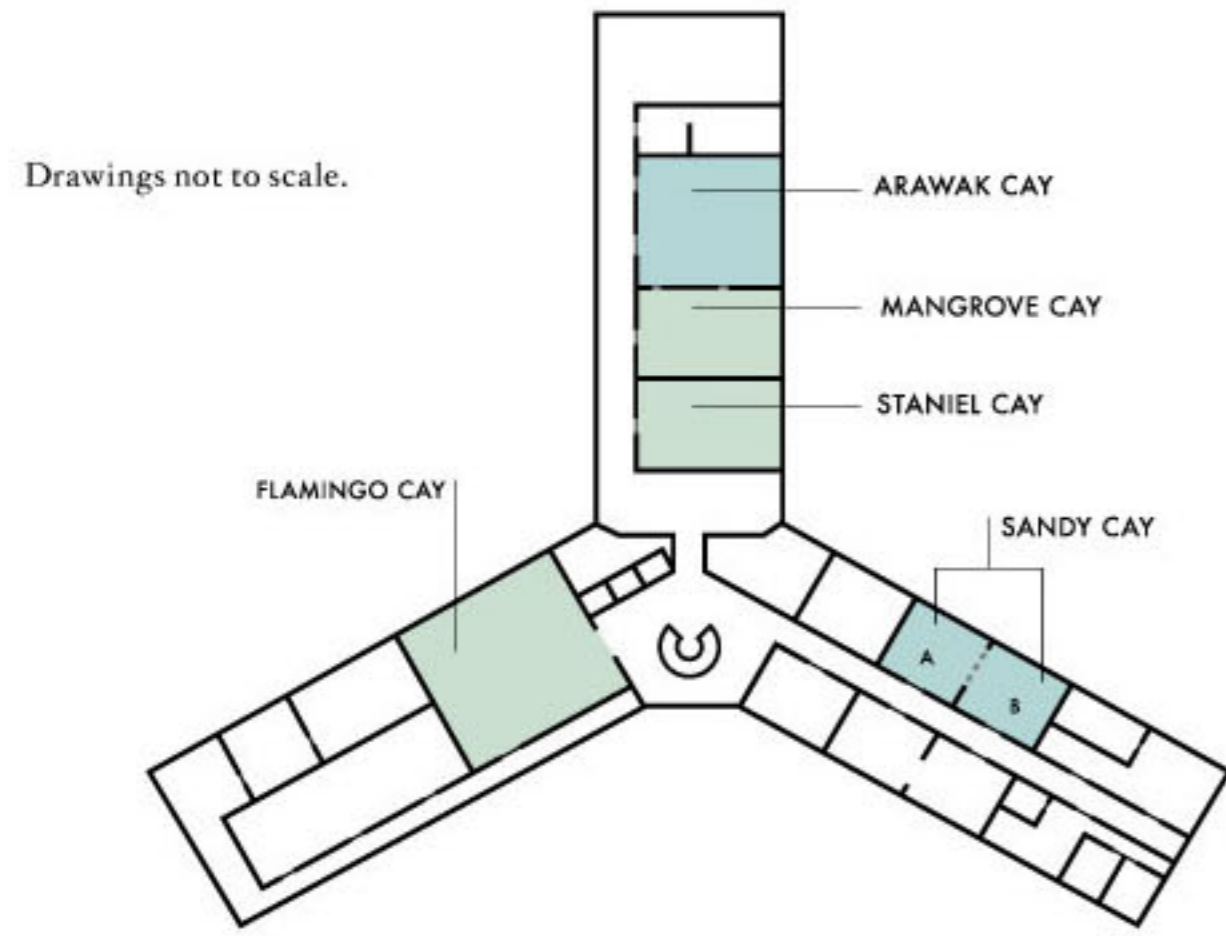 Drawings not to scale.
ARAWAK CAY
MANGROVE CAY
STANIEL CAY
FLAMINGO CAY
SANDY CAY
A
B